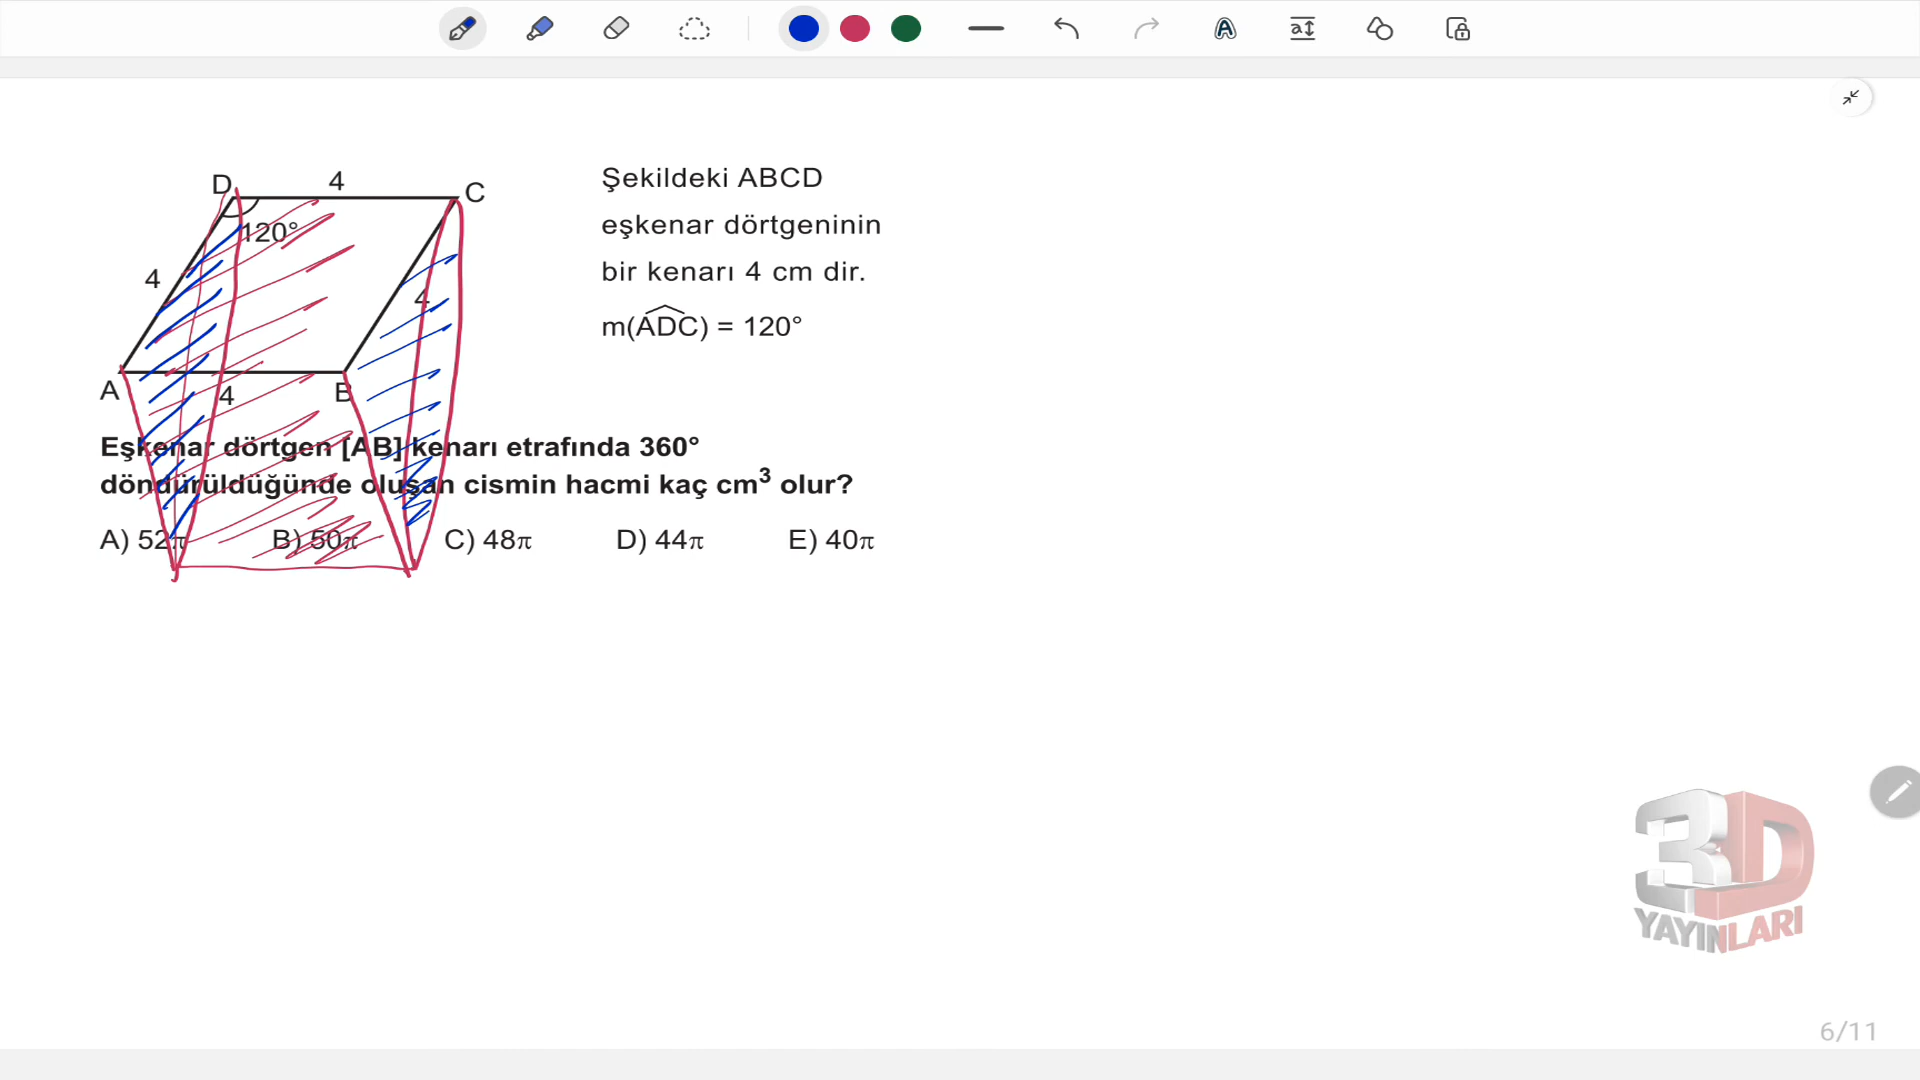 D
4
C
120°
4
4
A
4
B
Şekildeki ABCD
eşkenar dörtgeninin
bir kenarı 4 cm dir.
m(ADC) = 120°
Eşkenar dörtgen [AB] kenarı etrafında 360°
döndürüldüğünde oluşan cismin hacmi kaç cm³ olur?
A) 52π B) 50π C) 48π D) 44π E) 40π
3D
YAYINLARI
6/11